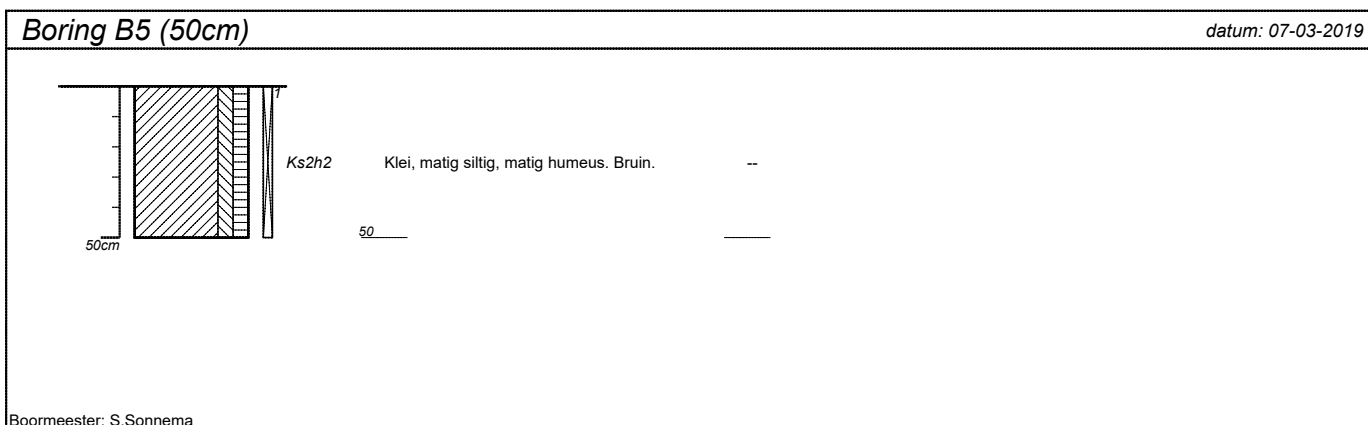 Boring B5 (50cm) datum: 07-03-2019
1
Ks2h2 Klei, matig siltig, matig humeus. Bruin. --
50cm 50
Boormeester: S.Sonnema